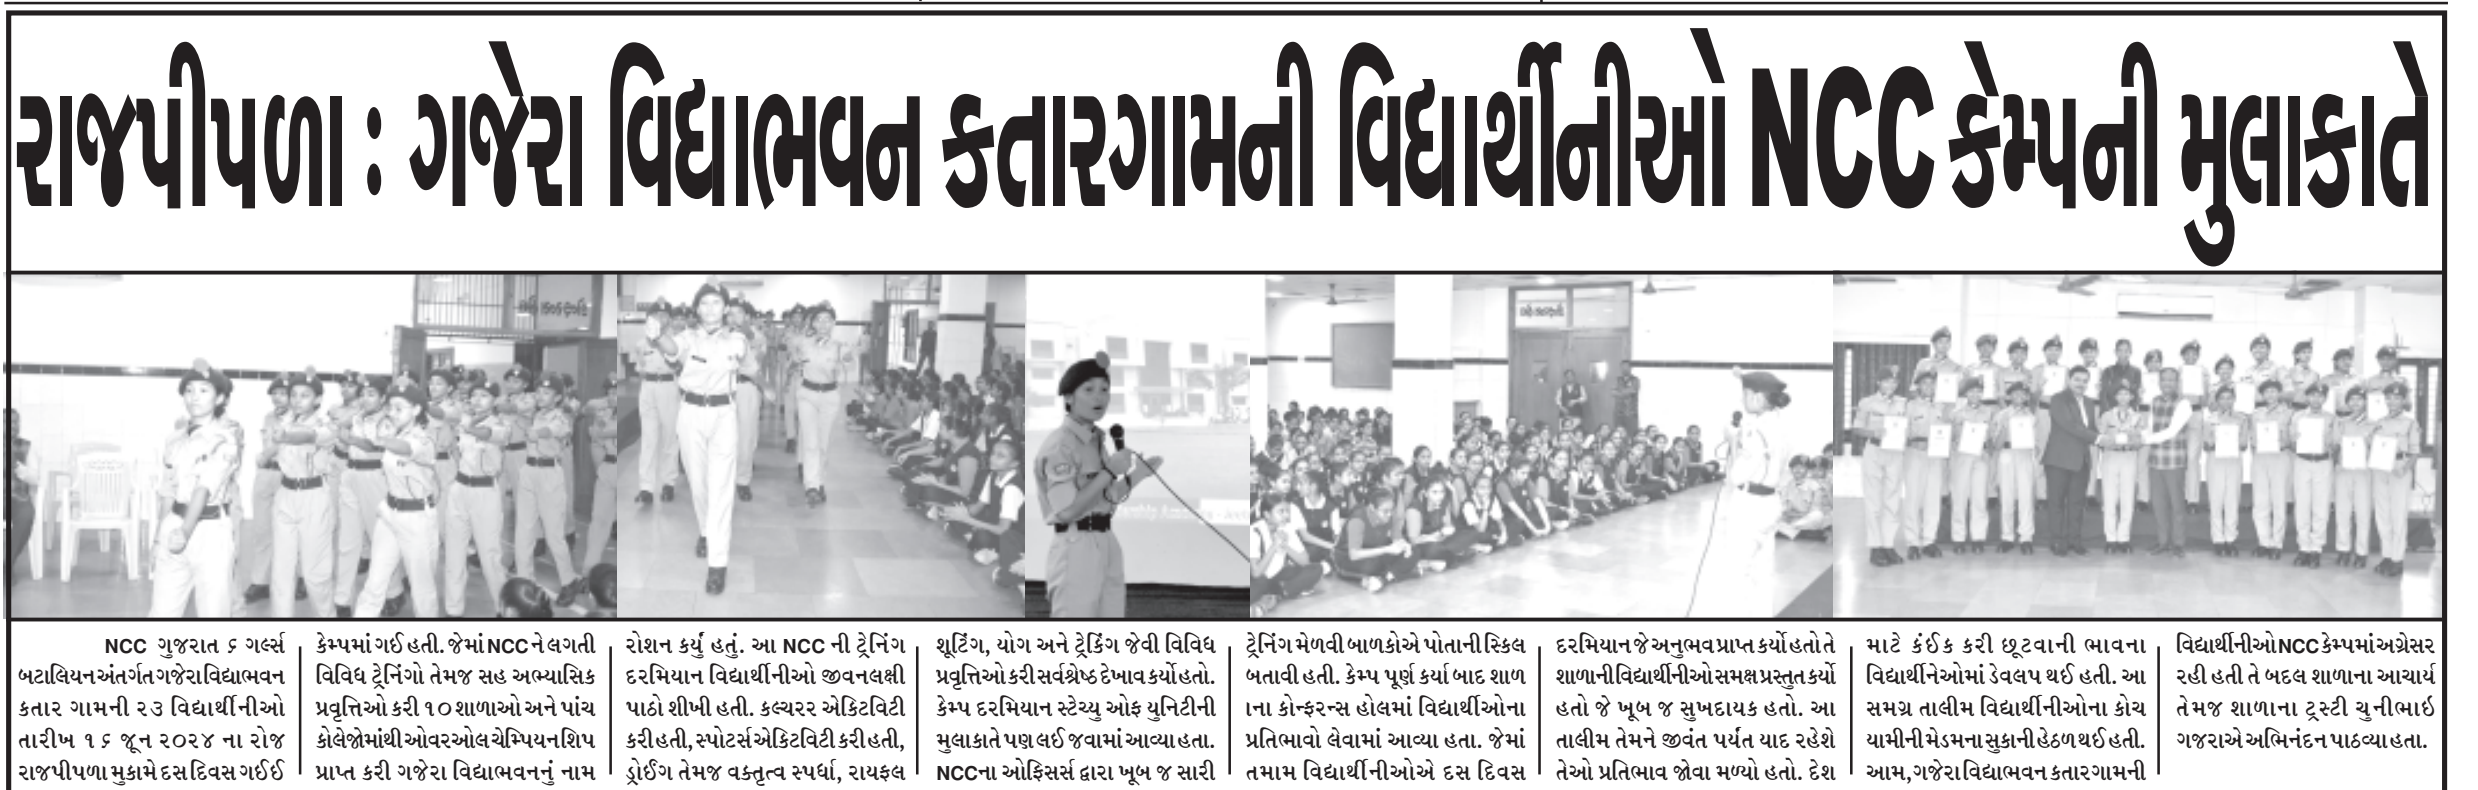 રાજપીપળા : ગજેરા વિદ્યાભવન કતારગામની વિદ્યાર્થીનીઓ NCC કેમ્પની મુલાકાતે
NCC ગુજરાત ૬ ગર્લ્સ
બટાલિયન અંતર્ગત ગજેરા વિદ્યાભવન
કતાર ગામની ૨૩ વિદ્યાર્થીનીઓ
તારીખ ૧૬ જૂન ૨૦૨૪ ના રોજ
રાજપીપળા મુકામે દસ દિવસ ગઈઈ
કેમ્પમાં ગઈ હતી. જેમાં NCC ને લગતી
વિવિધ ટ્રેનિંગો તેમજ સહ અભ્યાસિક
પ્રવૃત્તિઓ કરી ૧૦ શાળાઓ અને પાંચ
કોલેજોમાંથી ઓવરઓલ ચેમ્પિયનશિપ
પ્રાપ્ત કરી ગજેરા વિદ્યાભવનનું નામ
રોશન કર્યું હતું. આ NCC ની ટ્રેનિંગ
દરમિયાન વિદ્યાર્થીનીઓ જીવનલક્ષી
પાઠો શીખી હતી. કલ્ચરર એક્ટિવિટી
કરી હતી, સ્પોટર્સ એક્ટિવિટી કરી હતી,
ડ્રોઈંગ તેમજ વક્તૃત્વ સ્પર્ધા, રાયફલ
શૂટિંગ, યોગ અને ટ્રેકિંગ જેવી વિવિધ
પ્રવૃત્તિઓ કરી સર્વશ્રેષ્ઠ દેખાવ કર્યો હતો.
કેમ્પ દરમિયાન સ્ટેચ્યુ ઓફ યુનિટીની
મુલાકાતે પણ લઈ જવામાં આવ્યા હતા.
NCCના ઓફિસર્સ દ્વારા ખૂબ જ સારી
ટ્રેનિંગ મેળવી બાળકોએ પોતાની સ્કિલ
બતાવી હતી. કેમ્પ પૂર્ણ કર્યા બાદ શાળ
ાના કોન્ફરન્સ હોલમાં વિદ્યાર્થીઓના
પ્રતિભાવો લેવામાં આવ્યા હતા. જેમાં
તમામ વિદ્યાર્થીનીઓએ દસ દિવસ
દરમિયાન જે અનુભવ પ્રાપ્ત કર્યો હતો તે
શાળાની વિદ્યાર્થીનીઓ સમક્ષ પ્રસ્તુત કર્યો
હતો જે ખૂબ જ સુખદાયક હતો. આ
તાલીમ તેમને જીવંત પર્યંત યાદ રહેશે
તેઓ પ્રતિભાવ જોવા મળ્યો હતો. દેશ
માટે કંઈક કરી છૂટવાની ભાવના
વિદ્યાર્થીનેઓમાં ડેવલપ થઈ હતી. આ
સમગ્ર તાલીમ વિદ્યાર્થીનીઓના કોચ
યામીની મેડમના સુકાની હેઠળ થઈ હતી.
આમ, ગજેરા વિદ્યાભવન કતારગામની
વિદ્યાર્થીનીઓ NCC કેમ્પમાં અગ્રેસર
રહી હતી તે બદલ શાળાના આચાર્ય
તેમજ શાળાના ટ્રસ્ટી ચુનીભાઇ
ગજરાએ અભિનંદન પાઠવ્યા હતા.